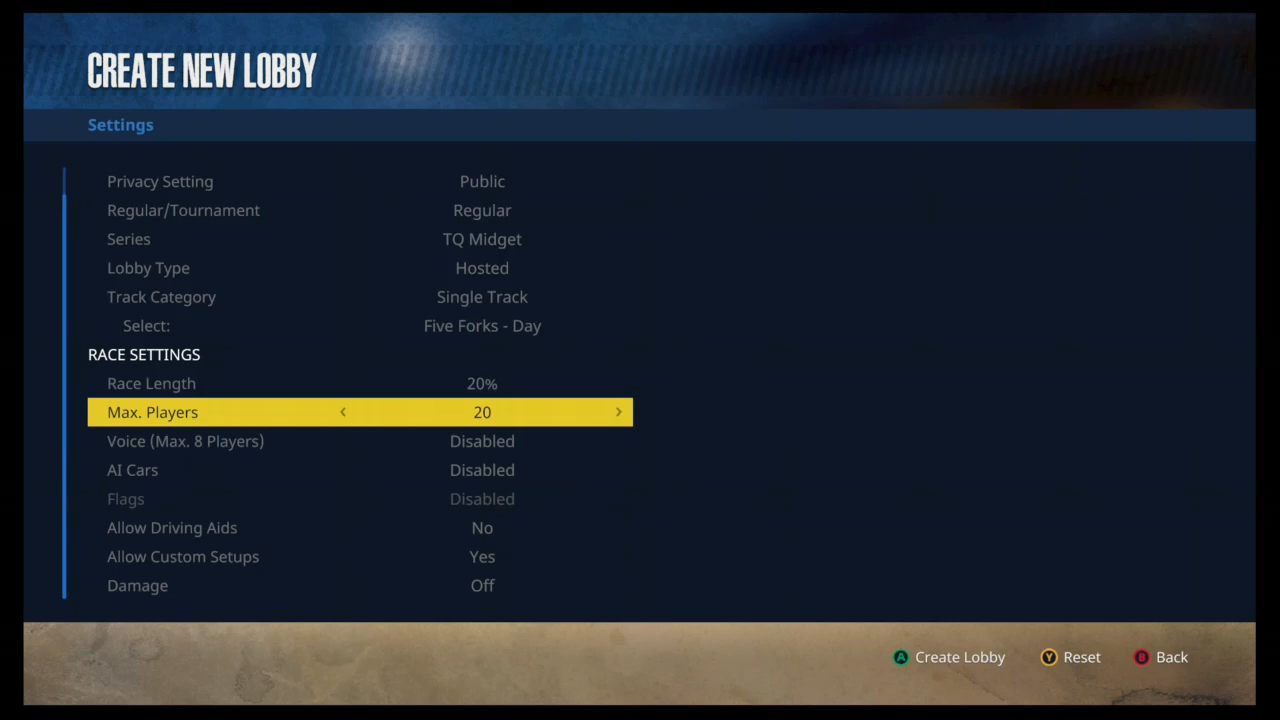 CREATE NEW LOBBY
Settings
Privacy Setting Public
Regular/Tournament Regular
Series TQ Midget
Lobby Type Hosted
Track Category Single Track
Select: Five Forks - Day
RACE SETTINGS
Race Length 20%
Max. Players < 20 >
Voice (Max. 8 Players) Disabled
AI Cars Disabled
Flags Disabled
Allow Driving Aids No
Allow Custom Setups Yes
Damage Off
A Create Lobby Y Reset B Back